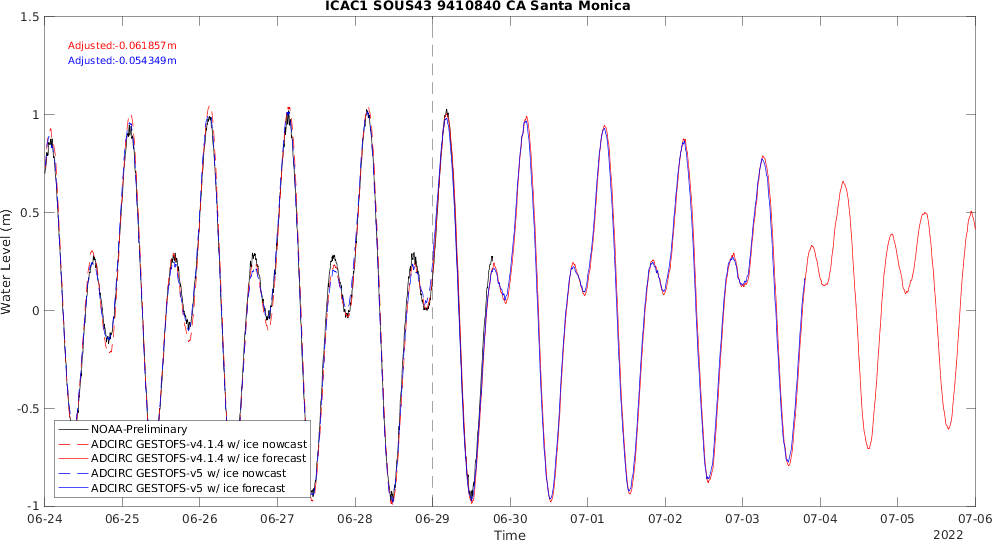 ICAC1 SOUS43 9410840 CA Santa Monica
1.5
1
0.5
0
-0.5
-1
Water Level (m)
Adjusted:-0.061857m
Adjusted:-0.054349m
NOAA-Preliminary
ADCIRC GESTOFS-v4.1.4 w/ ice nowcast
ADCIRC GESTOFS-v4.1.4 w/ ice forecast
ADCIRC GESTOFS-v5 w/ ice nowcast
ADCIRC GESTOFS-v5 w/ ice forecast
06-24 06-25 06-26 06-27 06-28 06-29 06-30 07-01 07-02 07-03 07-04 07-05 07-06
Time
2022